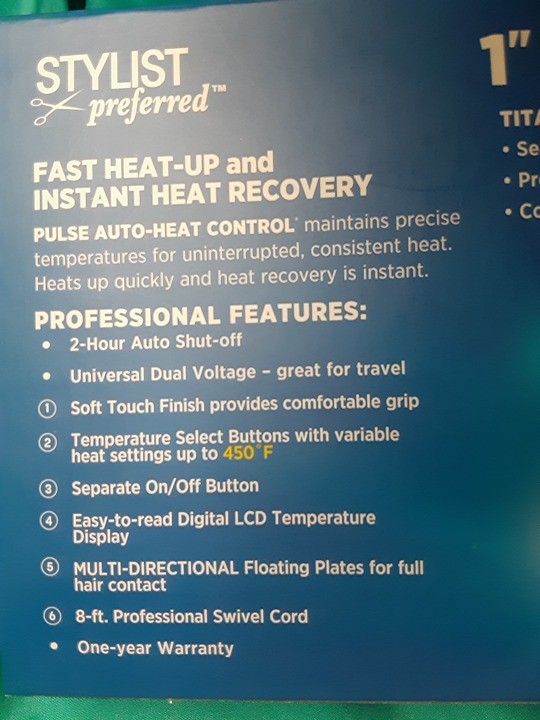 STYLIST
preferred™
FAST HEAT-UP and
INSTANT HEAT RECOVERY
PULSE AUTO-HEAT CONTROL* maintains precise
temperatures for uninterrupted, consistent heat.
Heats up quickly and heat recovery is instant.
PROFESSIONAL FEATURES:
• 2-Hour Auto Shut-off
• Universal Dual Voltage – great for travel
① Soft Touch Finish provides comfortable grip
② Temperature Select Buttons with variable
heat settings up to 450°F
③ Separate On/Off Button
④ Easy-to-read Digital LCD Temperature
Display
⑤ MULTI-DIRECTIONAL Floating Plates for full
hair contact
⑥ 8-ft. Professional Swivel Cord
• One-year Warranty
1"
TITA
• Se
• Pr
• Co